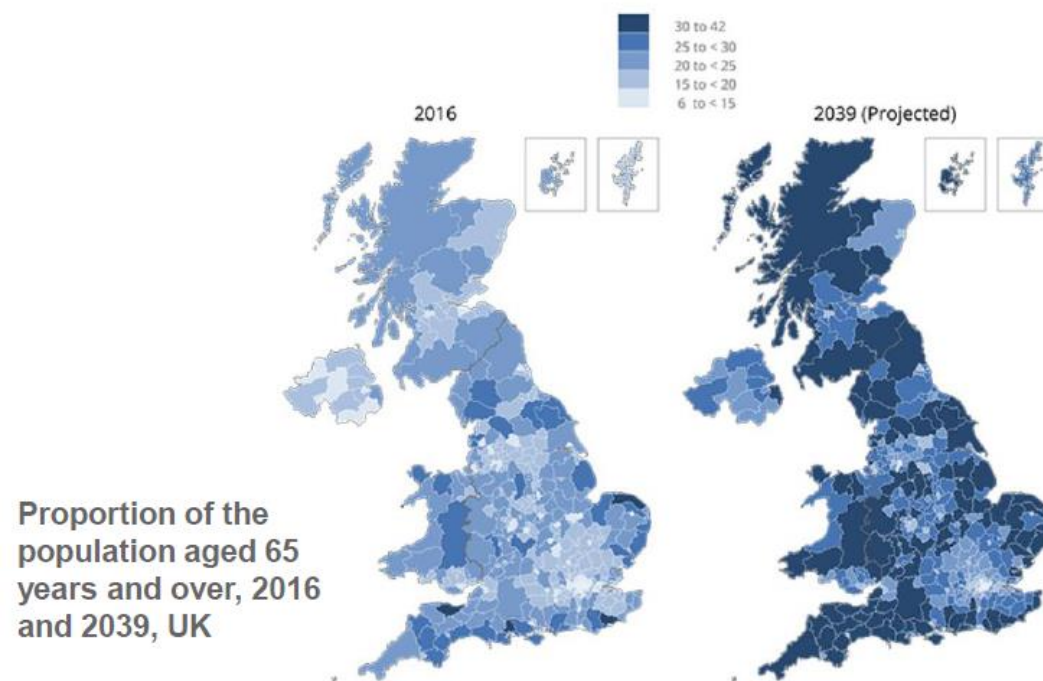 30 to 42
25 to < 30
20 to < 25
15 to < 20
6 to < 15
2016
2039 (Projected)
Proportion of the
population aged 65
years and over, 2016
and 2039, UK